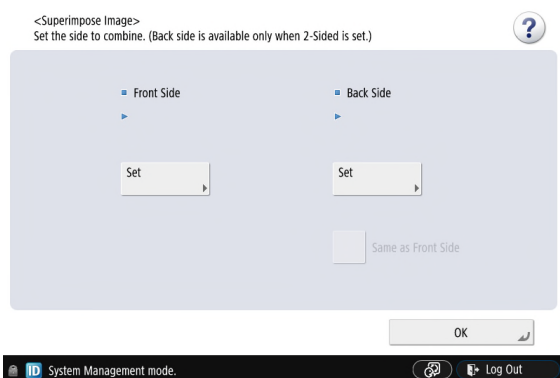 <Superimpose Image>
Set the side to combine. (Back side is available only when 2-Sided is set.)
?
Front Side
Back Side
Set
Set
Same as Front Side
OK
ID System Management mode.
Log Out